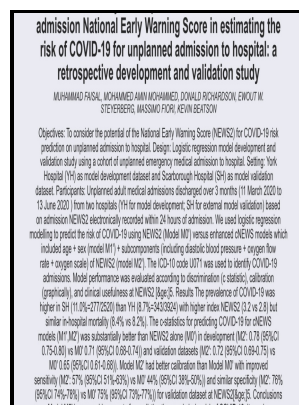 admission National Early Warning Score in estimating the
risk of COVID-19 for unplanned admission to hospital: a
retrospective development and validation study
MUHAMMAD FAISAL, MOHAMMED AMIN MOHAMMED, DONALD RICHARDSON, EWOUT W.
STEYERBERG, MASSIMO FIORI, KEVIN BEATSON
Objectives: To consider the potential of the National Early Warning Score (NEWS2) for COVID-19 risk
prediction on unplanned admission to hospital. Design: Logistic regression model development and
validation study using a cohort of unplanned emergency medical admission to hospital. Setting: York
Hospital (YH) as model development dataset and Scarborough Hospital (SH) as model validation
dataset. Participants: Unplanned adult medical admissions discharged over 3 months (11 March 2020 to
13 June 2020 ) from two hospitals (YH for model development; SH for external model validation) based
on admission NEWS2 electronically recorded within 24 hours of admission. We used logistic regression
modelling to predict the risk of COVID-19 using NEWS2 (Model M0') versus enhanced cNEWS models which
included age + sex (model M1') + subcomponents (including diastolic blood pressure + oxygen flow
rate + oxygen scale) of NEWS2 (model M2'). The ICD-10 code U071 was used to identify COVID-19
admissions. Model performance was evaluated according to discrimination (c statistic), calibration
(graphically), and clinical usefulness at NEWS2 [&ge;]5. Results The prevalence of COVID-19 was
higher in SH (11.0%=277/2520) than YH (8.7%=343/3924) with higher index NEWS2 (3.2 vs 2.8) but
similar in-hospital mortality (8.4% vs 8.2%). The c-statistics for predicting COVID-19 for cNEWS
models (M1',M2') was substantially better than NEWS2 alone (M0') in development (M2': 0.78 (95%CI
0.75-0.80) vs M0' 0.71 (95%CI 0.68-0.74)) and validation datasets (M2': 0.72 (95%CI 0.69-0.75) vs
M0' 0.65 (95%CI 0.61-0.68)). Model M2' had better calibration than Model M0' with improved
sensitivity (M2': 57% (95%CI 51%-63%) vs M0' 44% (95%CI 38%-50%)) and similar specificity (M2': 76%
(95%CI 74%-78%) vs M0' 75% (95%CI 73%-77%)) for validation dataset at NEWS2[&ge;]5. Conclusions